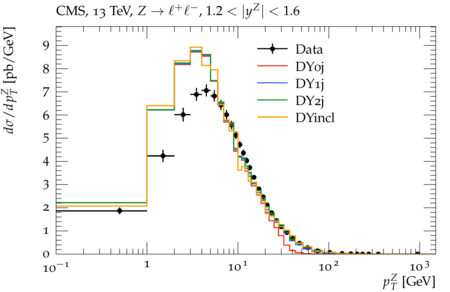 CMS, 13 TeV, Z → ℓ⁺ℓ⁻, 1.2 < |y^Z| < 1.6
dσ/dp_T^Z [pb/GeV]
9
8
7
6
5
4
3
2
1
0
Data
DY0j
DY1j
DY2j
DYincl
10⁻¹ 1 10¹ 10² 10³
p_T^Z [GeV]